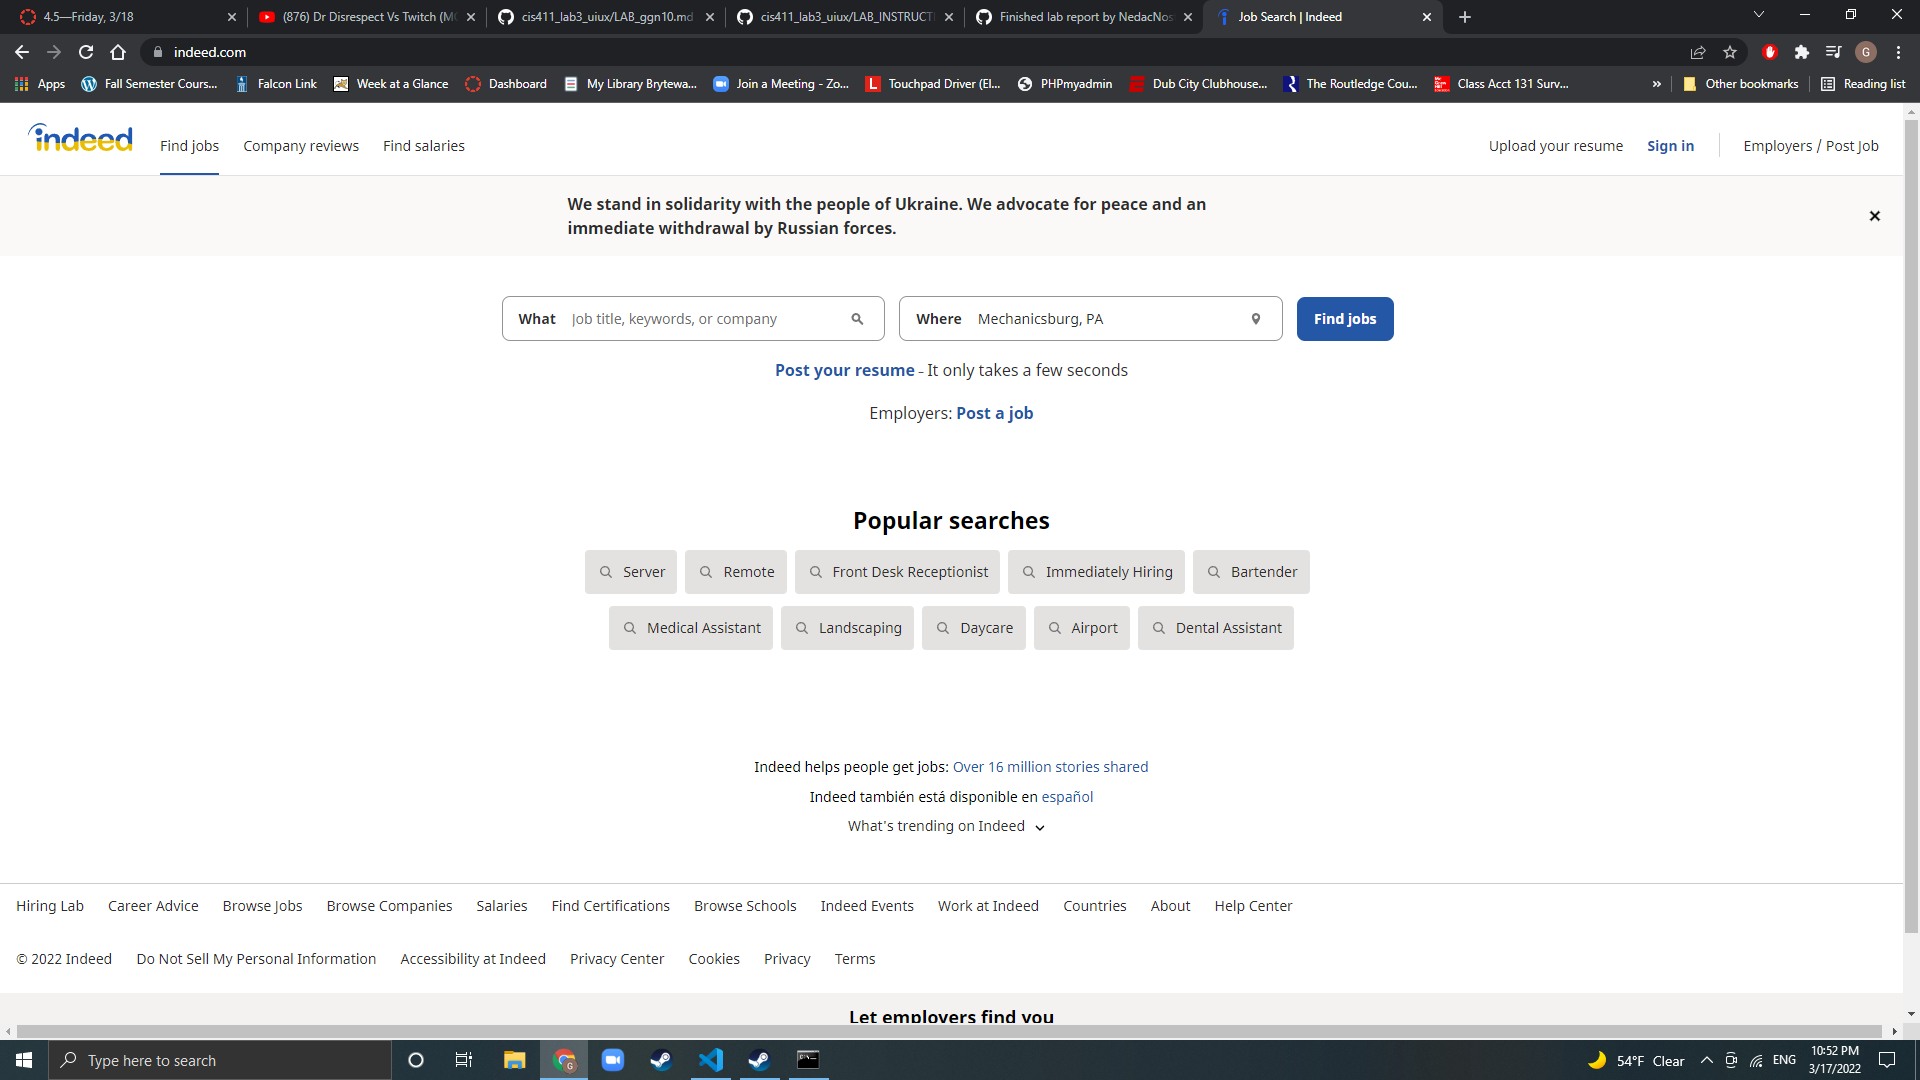 4.5—Friday, 3/18
(876) Dr Disrespect Vs Twitch (MO
cis411_lab3_uiux/LAB_ggn10.md
cis411_lab3_uiux/LAB_INSTRUCTI
Finished lab report by NedacNos
Job Search | Indeed
indeed.com
G
Apps
Fall Semester Cours...
Falcon Link
Week at a Glance
Dashboard
My Library Brytewa...
Join a Meeting - Zo...
Touchpad Driver (El...
PHPmyadmin
Dub City Clubhouse...
The Routledge Cou...
Class Acct 131 Surv...
»
Other bookmarks
Reading list
indeed
Find jobs
Company reviews
Find salaries
Upload your resume
Sign in
Employers / Post Job
We stand in solidarity with the people of Ukraine. We advocate for peace and an
immediate withdrawal by Russian forces.
What Job title, keywords, or company
Where Mechanicsburg, PA
Find jobs
Post your resume - It only takes a few seconds
Employers: Post a job
Popular searches
Server
Remote
Front Desk Receptionist
Immediately Hiring
Bartender
Medical Assistant
Landscaping
Daycare
Airport
Dental Assistant
Indeed helps people get jobs: Over 16 million stories shared
Indeed también está disponible en español
What's trending on Indeed
Hiring Lab
Career Advice
Browse Jobs
Browse Companies
Salaries
Find Certifications
Browse Schools
Indeed Events
Work at Indeed
Countries
About
Help Center
© 2022 Indeed
Do Not Sell My Personal Information
Accessibility at Indeed
Privacy Center
Cookies
Privacy
Terms
Let employers find you
Type here to search
54°F Clear
ENG
10:52 PM
3/17/2022